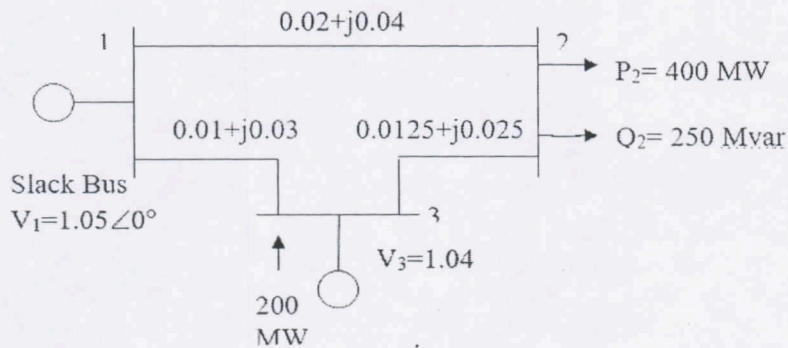 0.02+j0.04
1
2
P₂= 400 MW
0.01+j0.03
0.0125+j0.025
Q₂= 250 Mvar
Slack Bus
V₁=1.05∠0°
3
V₃=1.04
200
MW